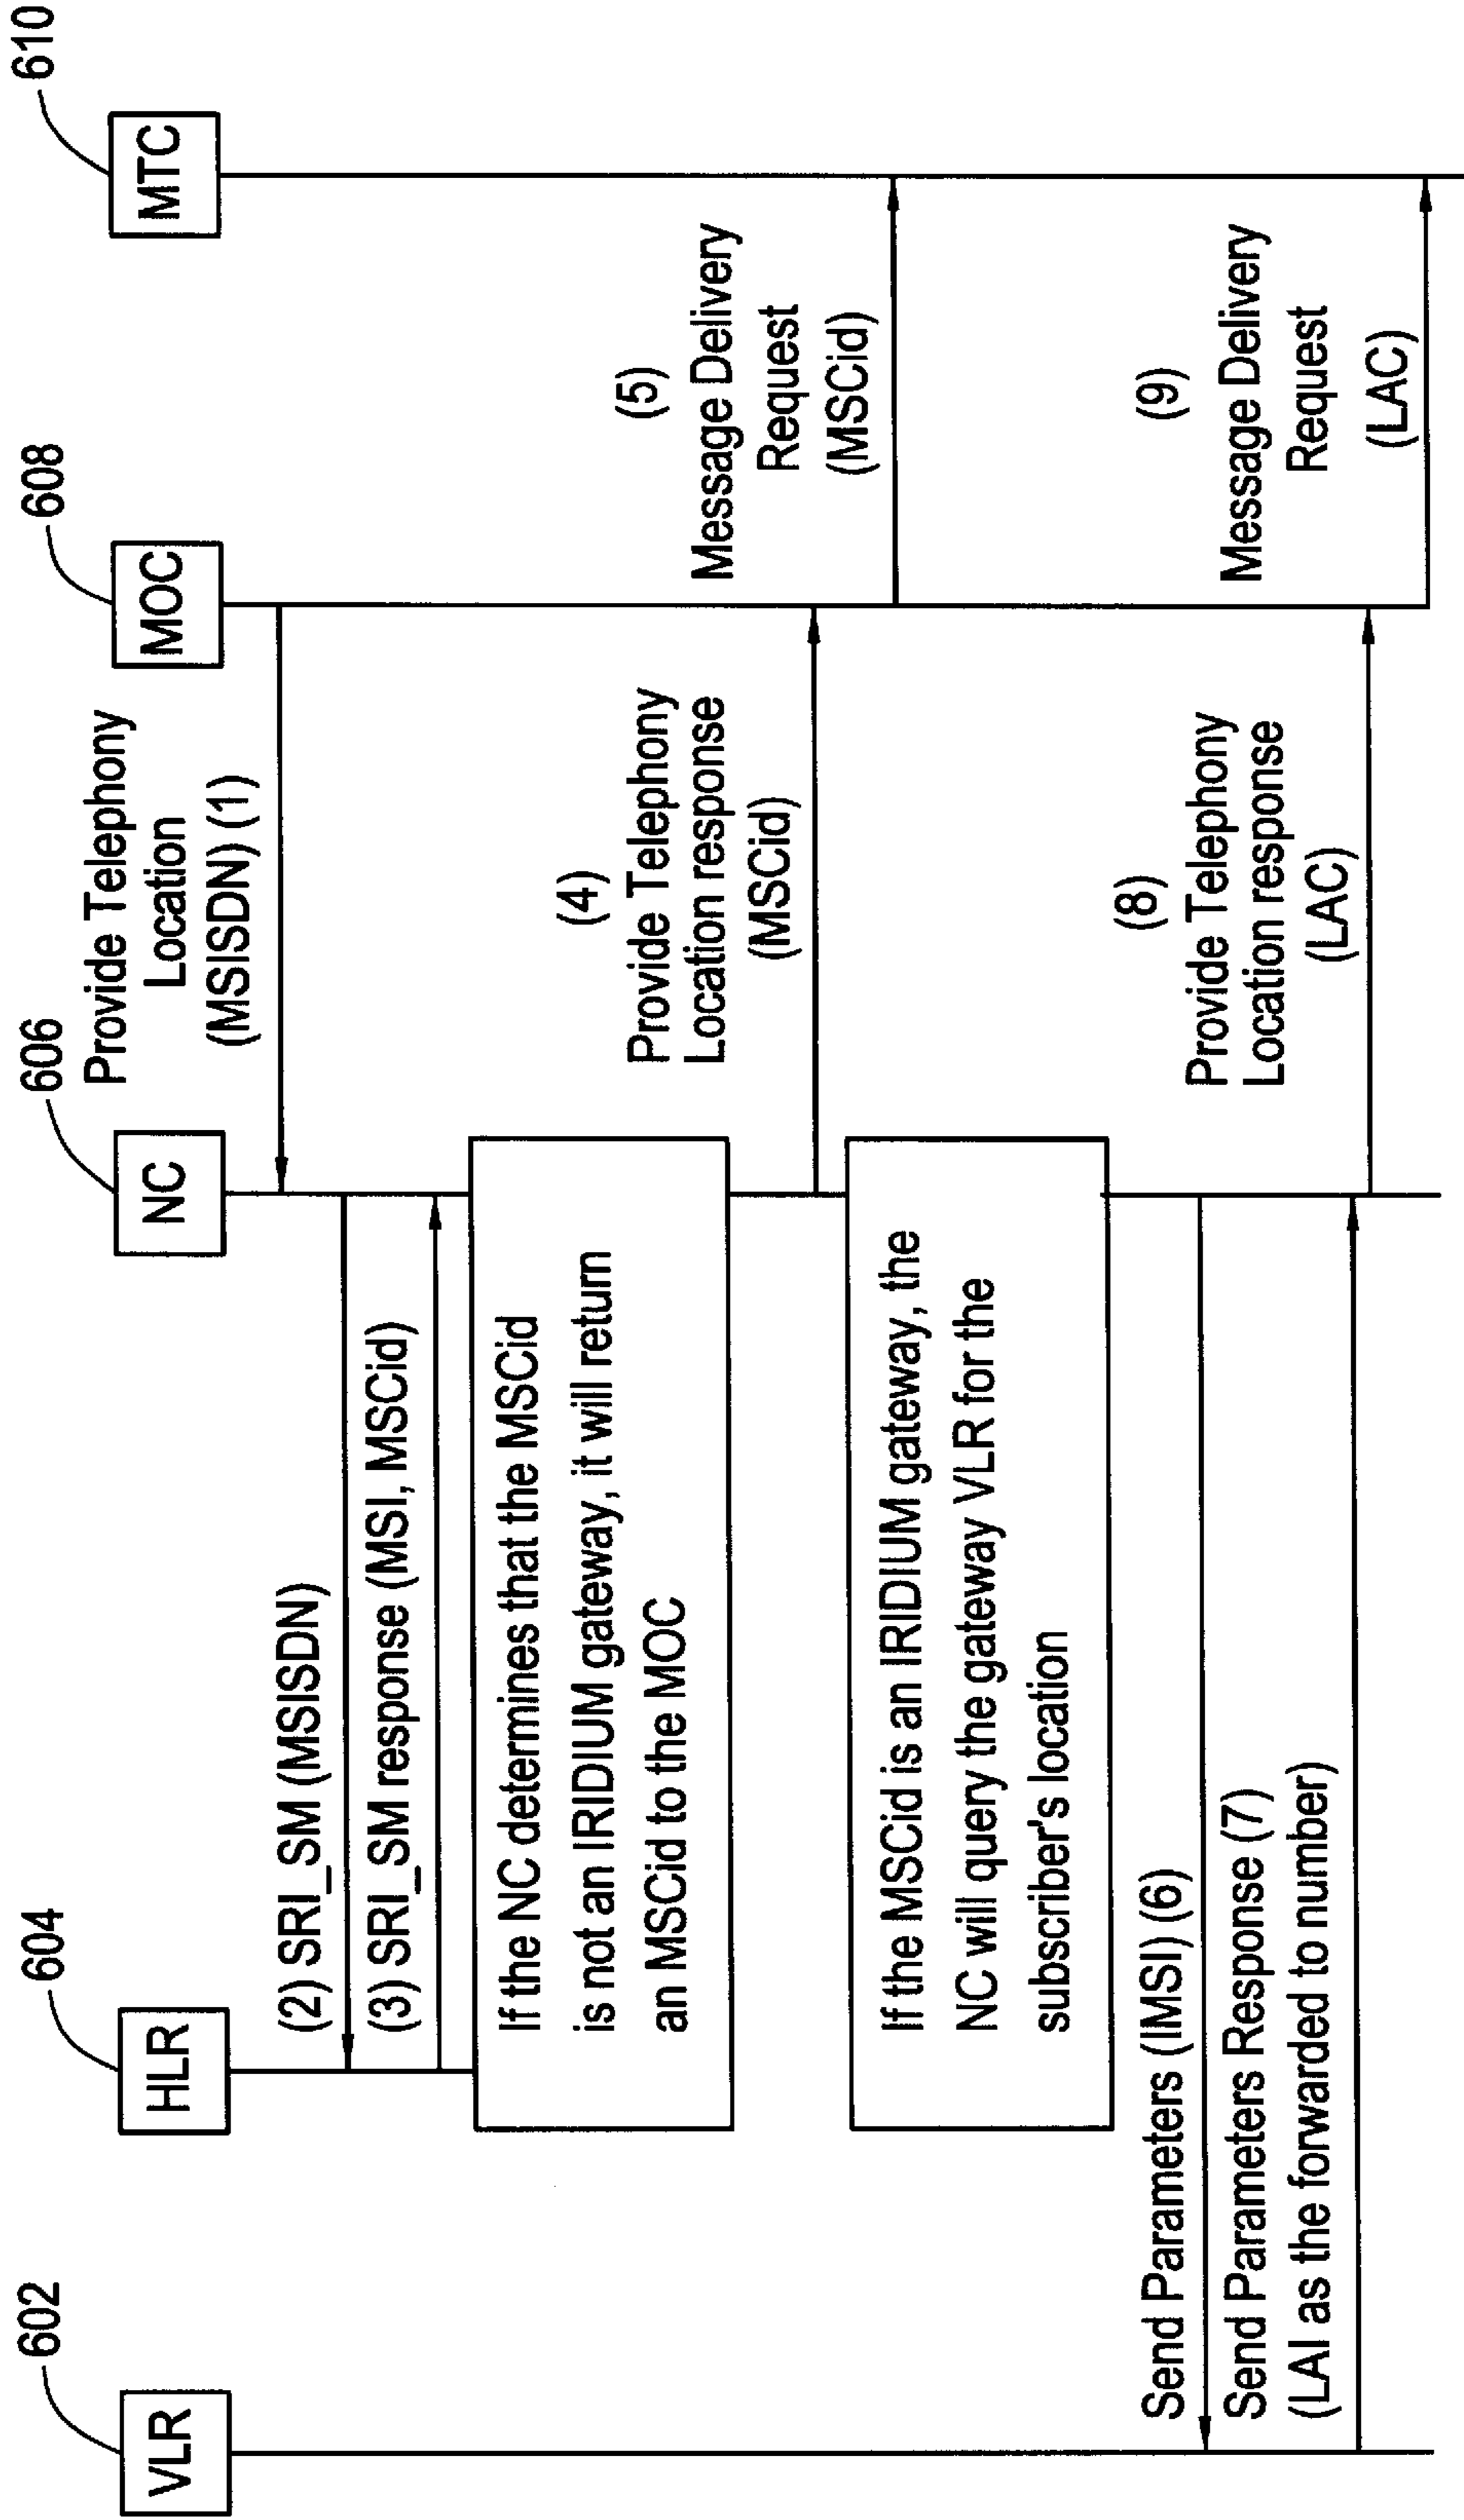 602
604
606
608
610
VLR
HLR
NC
MOC
MTC
Provide Telephony
Location
(MSISDN) (1)
(2) SRI_SM (MSISDN)
(3) SRI_SM response (MSI, MSCid)
If the NC determines that the MSCid
is not an IRIDIUM gateway, it will return
an MSCid to the MOC
(4)
Provide Telephony
Location response
(MSCid)
(5)
Message Delivery
Request
(MSCid)
If the MSCid is an IRIDIUM gateway, the
NC will query the gateway VLR for the
subscriber's location
Send Parameters (IMSI) (6)
Send Parameters Response (7)
(LAI as the forwarded to number)
(8)
Provide Telephony
Location response
(LAC)
(9)
Message Delivery
Request
(LAC)